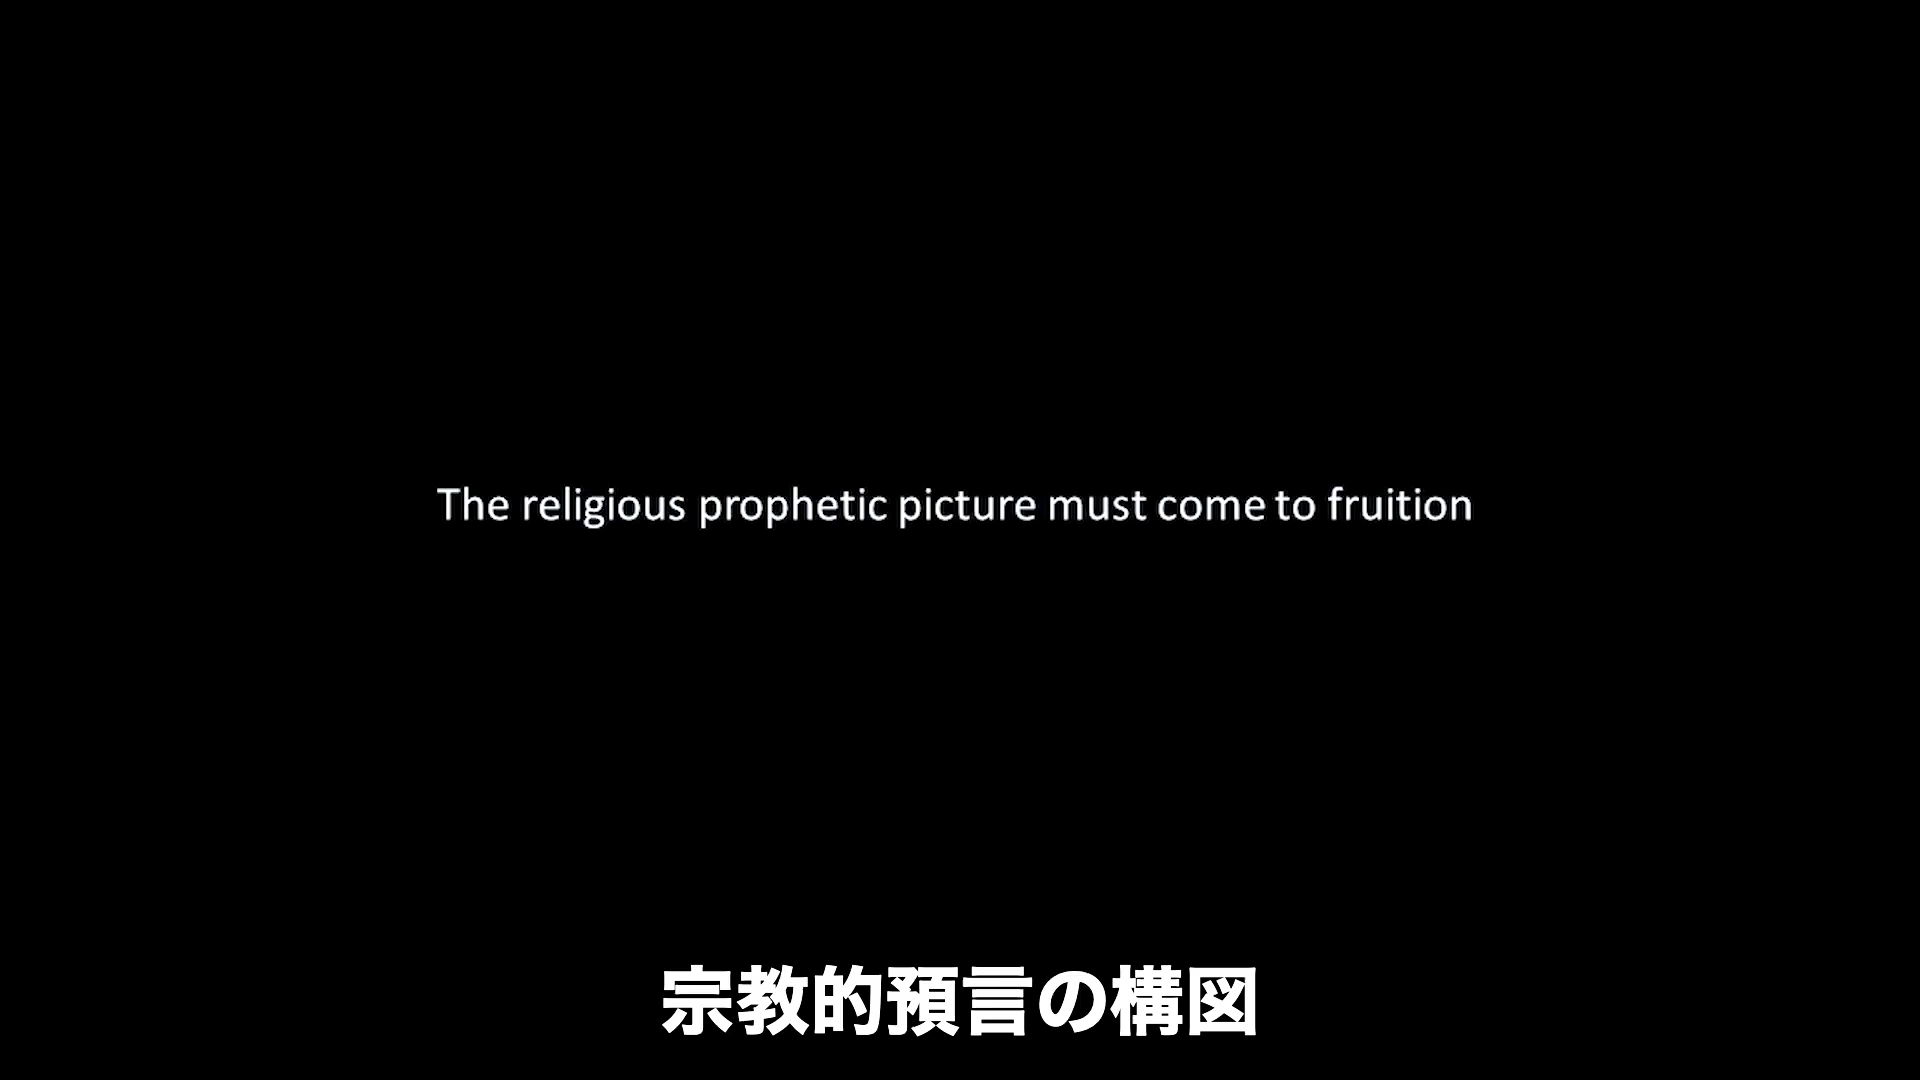 The religious prophetic picture must come to fruition
宗教的預言の構図